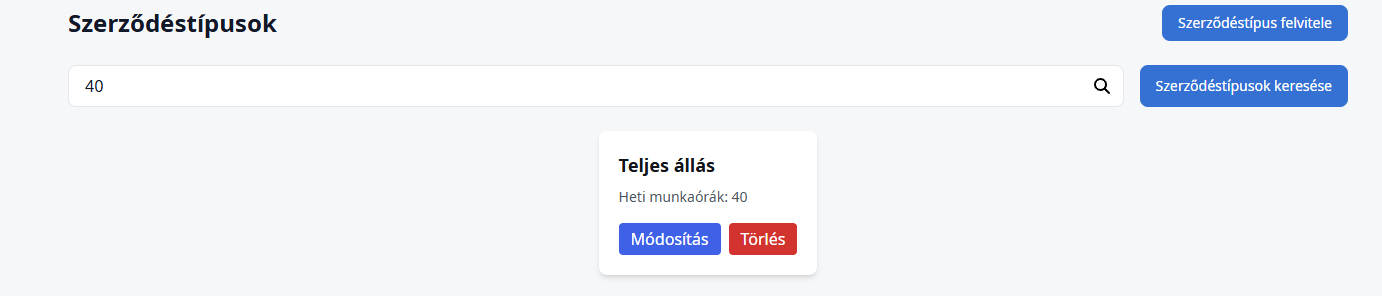 Szerződéstípusok
Szerződéstípus felvitele
40
Szerződéstípusok keresése
Teljes állás
Heti munkaórák: 40
Módosítás
Törlés